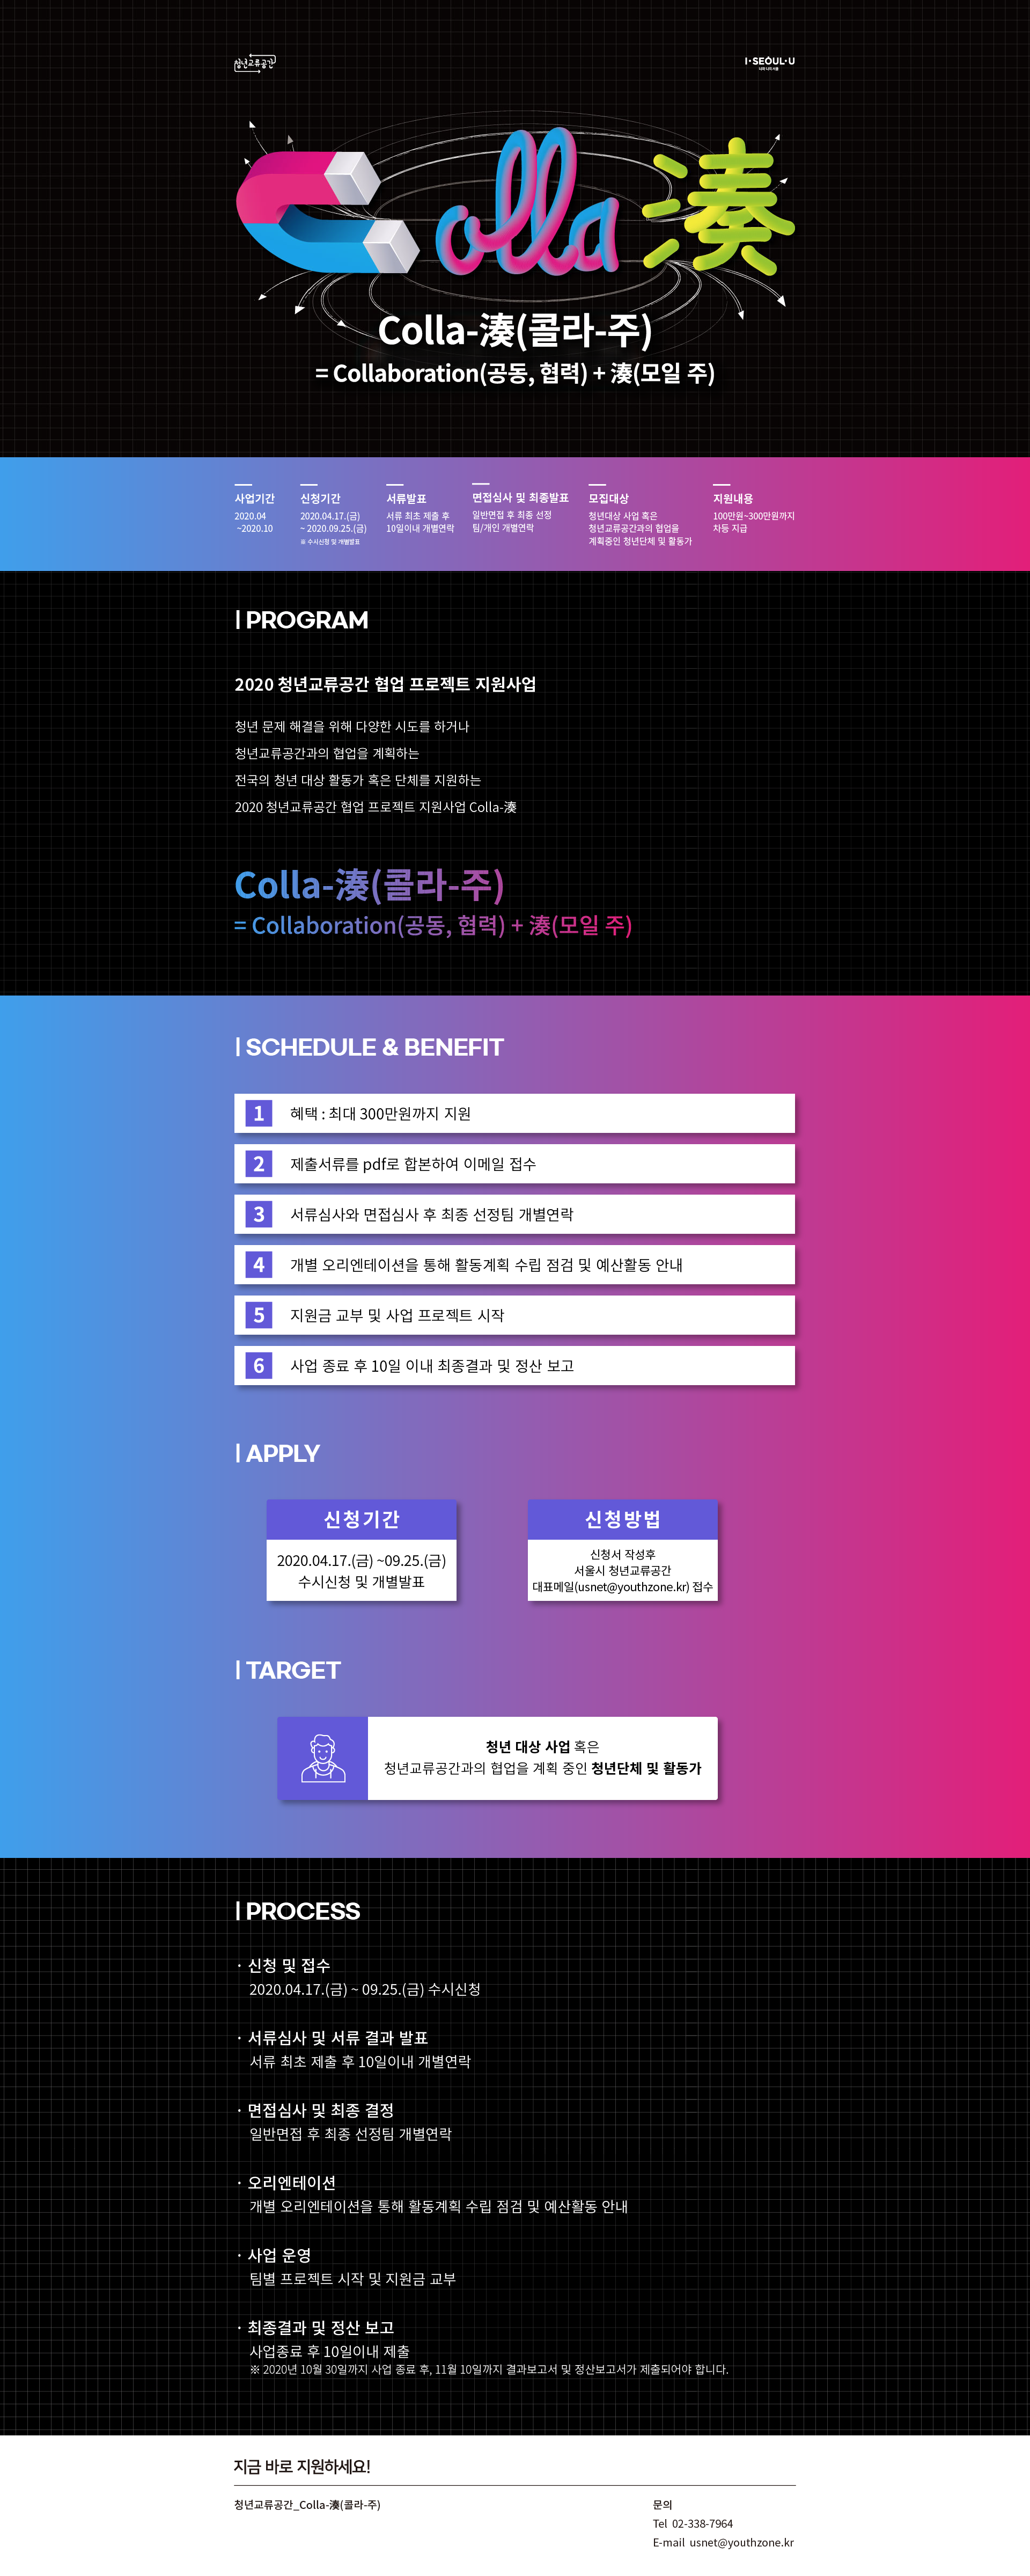 청년교류공간
I·SEOUL·U
너와 나의 서울
Colla 湊
Colla-湊(콜라-주)
= Collaboration(공동, 협력) + 湊(모일 주)
사업기간
2020.04
~2020.10
신청기간
2020.04.17.(금)
~ 2020.09.25.(금)
※ 수시신청 및 개별발표
서류발표
서류 최초 제출 후
10일이내 개별연락
면접심사 및 최종발표
일반면접 후 최종 선정
팀/개인 개별연락
모집대상
청년대상 사업 혹은
청년교류공간과의 협업을
계획중인 청년단체 및 활동가
지원내용
100만원~300만원까지
차등 지급
PROGRAM
2020 청년교류공간 협업 프로젝트 지원사업
청년 문제 해결을 위해 다양한 시도를 하거나
청년교류공간과의 협업을 계획하는
전국의 청년 대상 활동가 혹은 단체를 지원하는
2020 청년교류공간 협업 프로젝트 지원사업 Colla-湊
Colla-湊(콜라-주)
= Collaboration(공동, 협력) + 湊(모일 주)
SCHEDULE & BENEFIT
1 혜택 : 최대 300만원까지 지원
2 제출서류를 pdf로 합본하여 이메일 접수
3 서류심사와 면접심사 후 최종 선정팀 개별연락
4 개별 오리엔테이션을 통해 활동계획 수립 점검 및 예산활동 안내
5 지원금 교부 및 사업 프로젝트 시작
6 사업 종료 후 10일 이내 최종결과 및 정산 보고
APPLY
신청기간
2020.04.17.(금) ~09.25.(금)
수시신청 및 개별발표
신청방법
신청서 작성후
서울시 청년교류공간
대표메일(usnet@youthzone.kr) 접수
TARGET
청년 대상 사업 혹은
청년교류공간과의 협업을 계획 중인 청년단체 및 활동가
PROCESS
· 신청 및 접수
2020.04.17.(금) ~ 09.25.(금) 수시신청
· 서류심사 및 서류 결과 발표
서류 최초 제출 후 10일이내 개별연락
· 면접심사 및 최종 결정
일반면접 후 최종 선정팀 개별연락
· 오리엔테이션
개별 오리엔테이션을 통해 활동계획 수립 점검 및 예산활동 안내
· 사업 운영
팀별 프로젝트 시작 및 지원금 교부
· 최종결과 및 정산 보고
사업종료 후 10일이내 제출
※ 2020년 10월 30일까지 사업 종료 후, 11월 10일까지 결과보고서 및 정산보고서가 제출되어야 합니다.
지금 바로 지원하세요!
청년교류공간_Colla-湊(콜라-주)
문의
Tel 02-338-7964
E-mail usnet@youthzone.kr